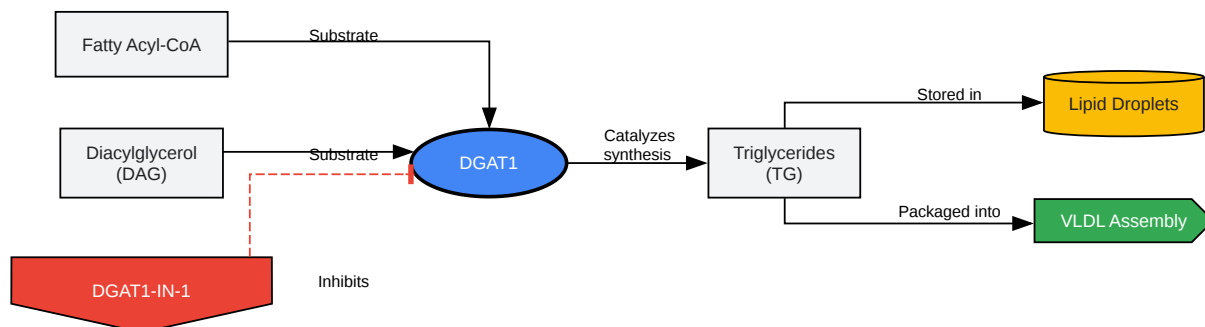 Fatty Acyl-CoA
Substrate
Stored in
Lipid Droplets
Diacylglycerol
(DAG)
Substrate
DGAT1
Catalyzes
synthesis
Triglycerides
(TG)
Packaged into
VLDL Assembly
DGAT1-IN-1
Inhibits